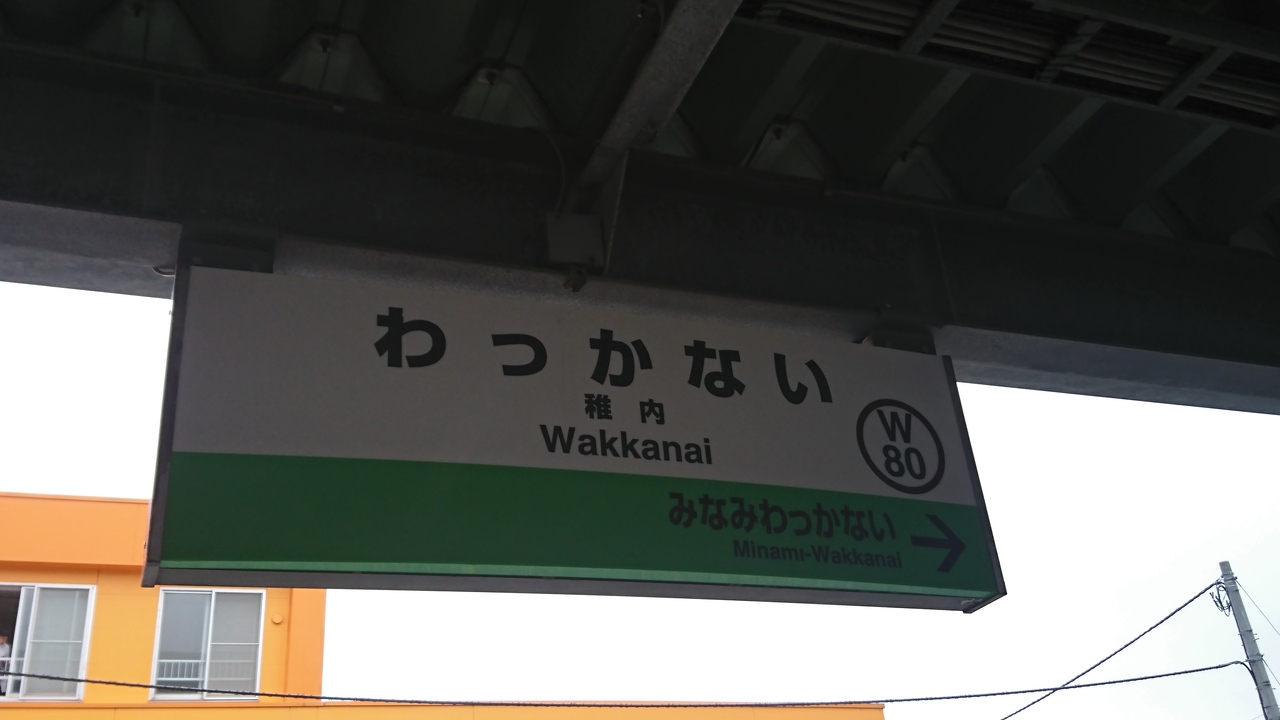 わっかない
稚内
Wakkanai
W
80
みなみわっかない
Minami-Wakkanai
→